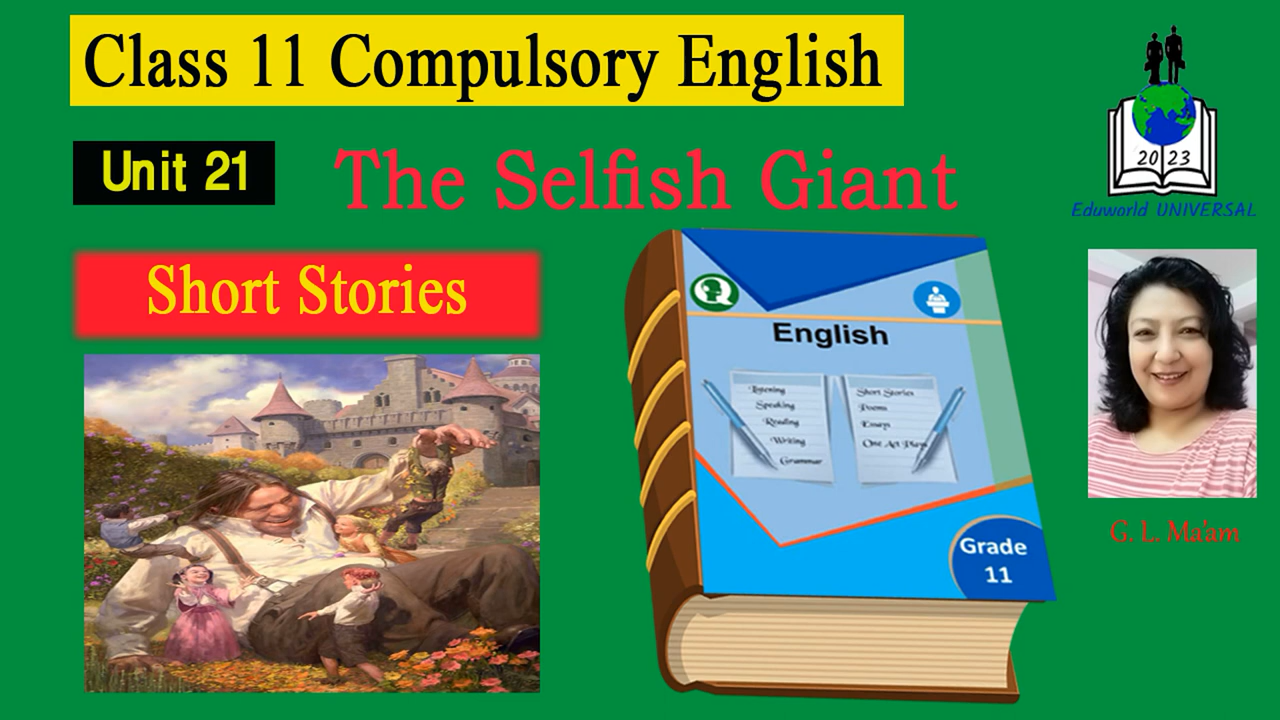 Class 11 Compulsory English
Unit 21
The Selfish Giant
Short Stories
2023
Eduworld UNIVERSAL
G. L. Ma'am
English
Listening
Speaking
Reading
Writing
Grammar
Short Stories
Poems
Essays
One Act Plays
Grade
11